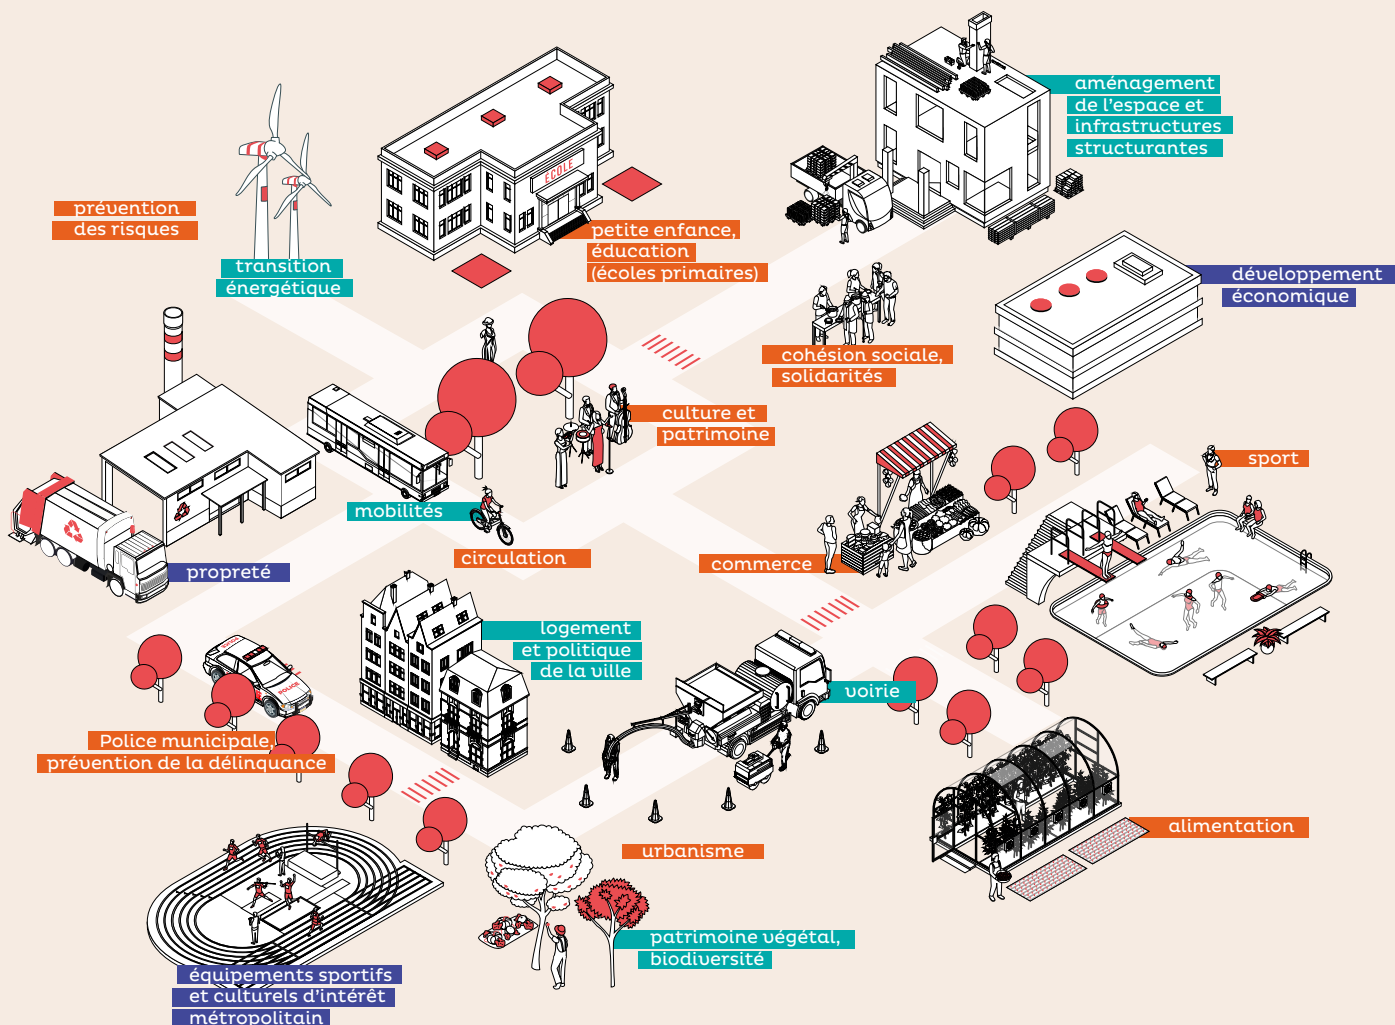 aménagement
de l'espace et
infrastructures
structurantes
ÉCOLE
prévention
des risques
petite enfance,
éducation
(écoles primaires)
transition
énergétique
développement
économique
cohésion sociale,
solidarités
culture et
patrimoine
sport
mobilités
circulation
commerce
propreté
logement
et politique
de la ville
voirie
POLICE
Police municipale,
prévention de la délinquance
alimentation
urbanisme
patrimoine végétal,
biodiversité
équipements sportifs
et culturels d'intérêt
métropolitain